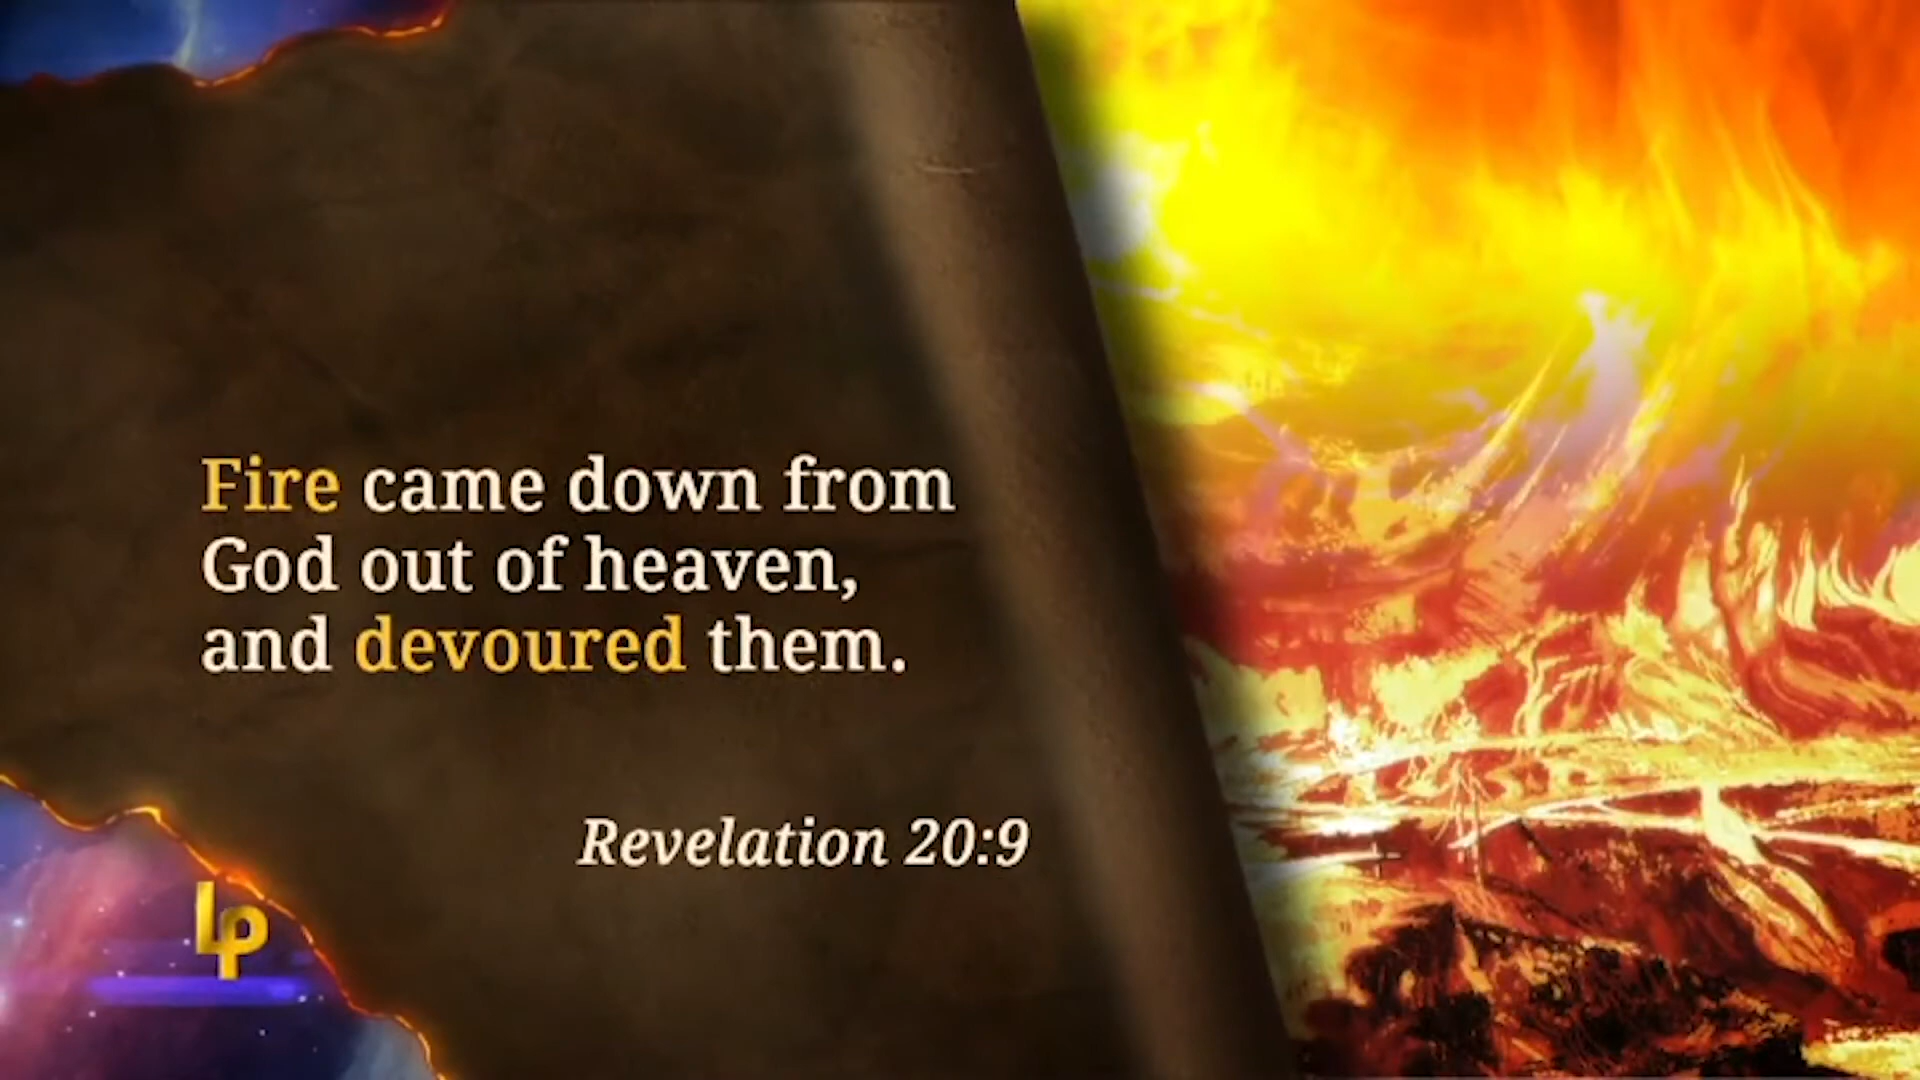 Fire came down from
God out of heaven,
and devoured them.
Revelation 20:9
LP